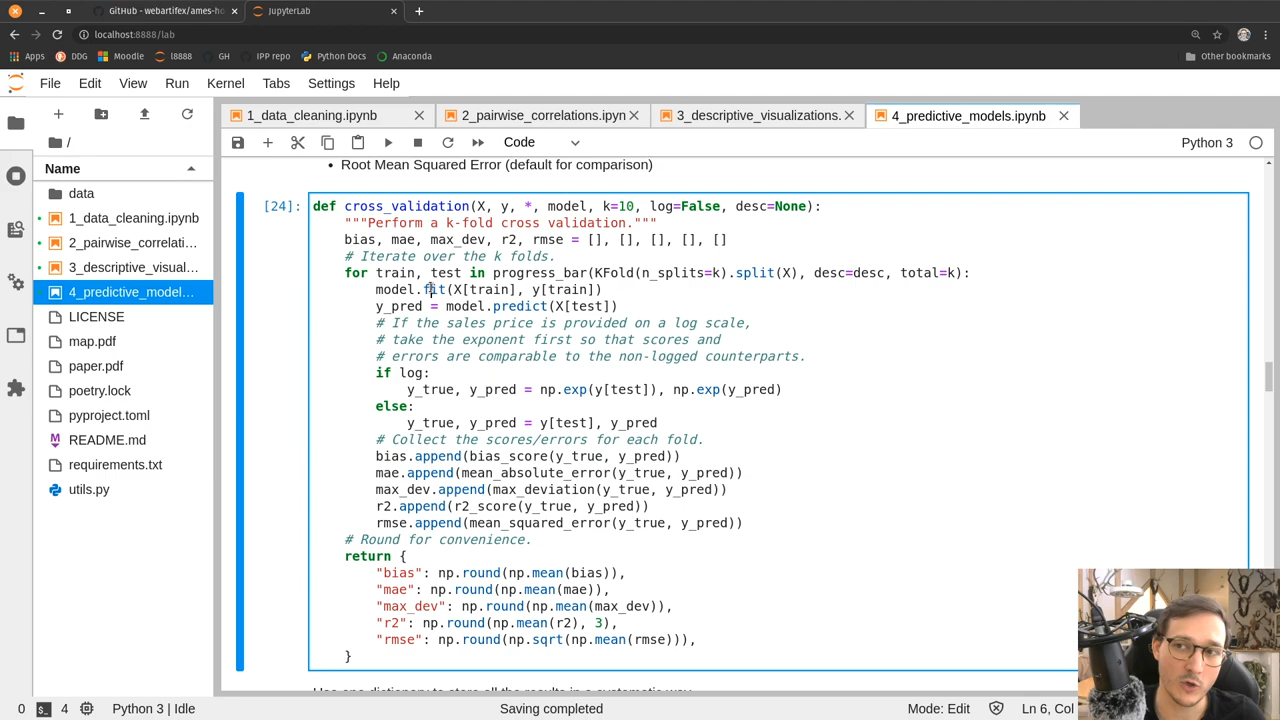 GitHub - webartifex/ames-ho
JupyterLab
localhost:8888/lab
Apps DDG Moodle l8888 GH IPP repo Python Docs Anaconda Other bookmarks
File Edit View Run Kernel Tabs Settings Help
1_data_cleaning.ipynb 2_pairwise_correlations.ipyn 3_descriptive_visualizations. 4_predictive_models.ipynb
/
Code
Python 3
Name
data
1_data_cleaning.ipynb
2_pairwise_correlati…
3_descriptive_visual…
4_predictive_model…
LICENSE
map.pdf
paper.pdf
poetry.lock
pyproject.toml
README.md
requirements.txt
utils.py
• Root Mean Squared Error (default for comparison)
[24]: def cross_validation(X, y, *, model, k=10, log=False, desc=None):
"""Perform a k-fold cross validation."""
bias, mae, max_dev, r2, rmse = [], [], [], [], []
# Iterate over the k folds.
for train, test in progress_bar(KFold(n_splits=k).split(X), desc=desc, total=k):
model.fit(X[train], y[train])
y_pred = model.predict(X[test])
# If the sales price is provided on a log scale,
# take the exponent first so that scores and
# errors are comparable to the non-logged counterparts.
if log:
y_true, y_pred = np.exp(y[test]), np.exp(y_pred)
else:
y_true, y_pred = y[test], y_pred
# Collect the scores/errors for each fold.
bias.append(bias_score(y_true, y_pred))
mae.append(mean_absolute_error(y_true, y_pred))
max_dev.append(max_deviation(y_true, y_pred))
r2.append(r2_score(y_true, y_pred))
rmse.append(mean_squared_error(y_true, y_pred))
# Round for convenience.
return {
"bias": np.round(np.mean(bias)),
"mae": np.round(np.mean(mae)),
"max_dev": np.round(np.mean(max_dev)),
"r2": np.round(np.mean(r2), 3),
"rmse": np.round(np.sqrt(np.mean(rmse))),
}
0 4 Python 3 | Idle Saving completed Mode: Edit Ln 6, Col